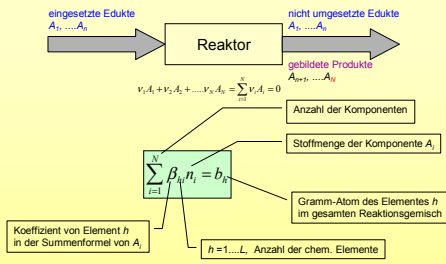 eingesetzte Edukte
A1, ....An
Reaktor
nicht umgesetzte Edukte
A1, ....An
gebildete Produkte
An+1, ....AN
ν1A1 + ν2A2 + .....νNAN = ∑_{i=1}^{N} νiAi = 0
Anzahl der Komponenten
Stoffmenge der Komponente Ai
∑_{i=1}^{N} βhi ni = bh
Gramm-Atom des Elementes h
im gesamten Reaktionsgemisch
Koeffizient von Element h
in der Summenformel von Ai
h =1....L, Anzahl der chem. Elemente